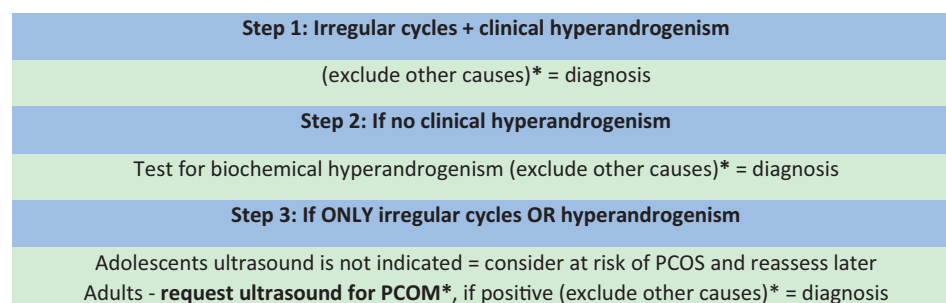 Step 1: Irregular cycles + clinical hyperandrogenism
(exclude other causes)* = diagnosis
Step 2: If no clinical hyperandrogenism
Test for biochemical hyperandrogenism (exclude other causes)* = diagnosis
Step 3: If ONLY irregular cycles OR hyperandrogenism
Adolescents ultrasound is not indicated = consider at risk of PCOS and reassess later
Adults - request ultrasound for PCOM*, if positive (exclude other causes)* = diagnosis